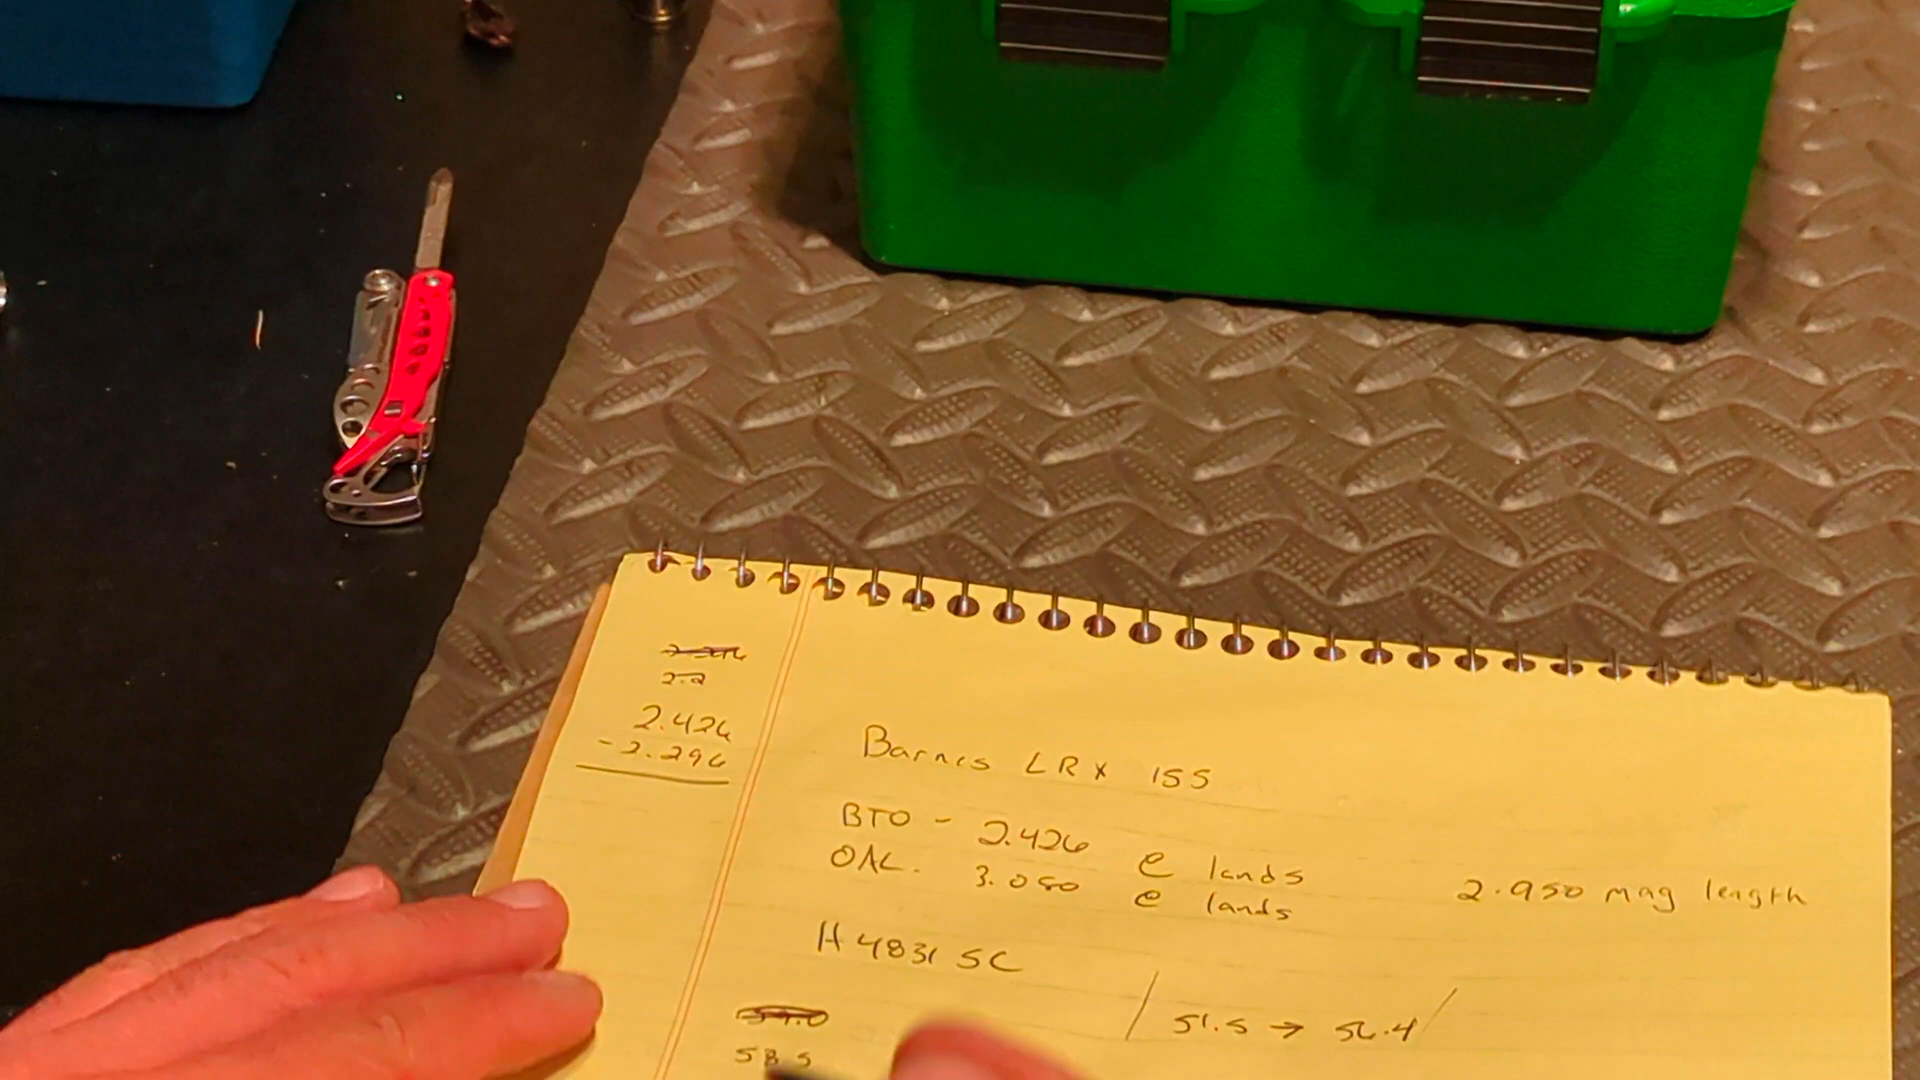 2.2
2.426
- 2.296
Barnes LRX 155
BTO - 2.426 @ lands
OAL. 3.080 @ lands
2.950 mag length
H4831 SC
/ 51.5 → 56.4 /
58.5